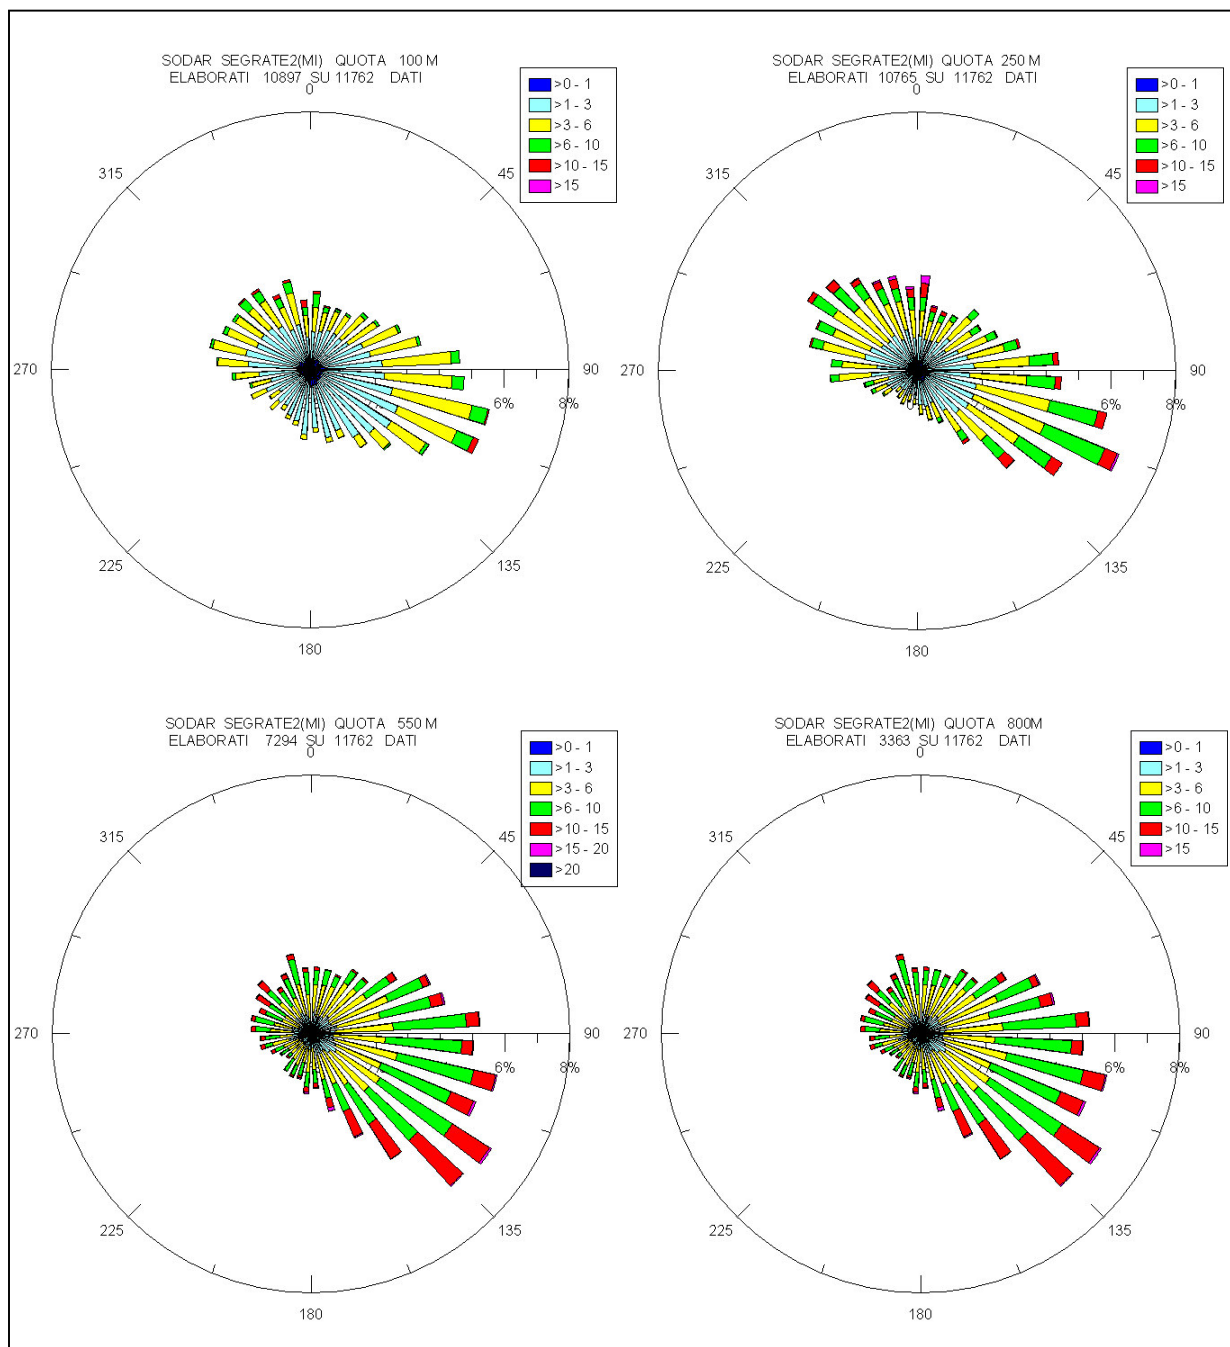 SODAR SEGRATE2(MI) QUOTA 100 M
ELABORATI 10897 SU 11762 DATI
0
45
90
135
180
225
270
315
6%
8%
>0 - 1
>1 - 3
>3 - 6
>6 - 10
>10 - 15
>15
SODAR SEGRATE2(MI) QUOTA 250 M
ELABORATI 10765 SU 11762 DATI
0
45
90
135
180
225
270
315
6%
8%
>0 - 1
>1 - 3
>3 - 6
>6 - 10
>10 - 15
>15
SODAR SEGRATE2(MI) QUOTA 550 M
ELABORATI 7294 SU 11762 DATI
0
45
90
135
180
225
270
315
6%
8%
>0 - 1
>1 - 3
>3 - 6
>6 - 10
>10 - 15
>15 - 20
>20
SODAR SEGRATE2(MI) QUOTA 800M
ELABORATI 3363 SU 11762 DATI
0
45
90
135
180
225
270
315
6%
8%
>0 - 1
>1 - 3
>3 - 6
>6 - 10
>10 - 15
>15